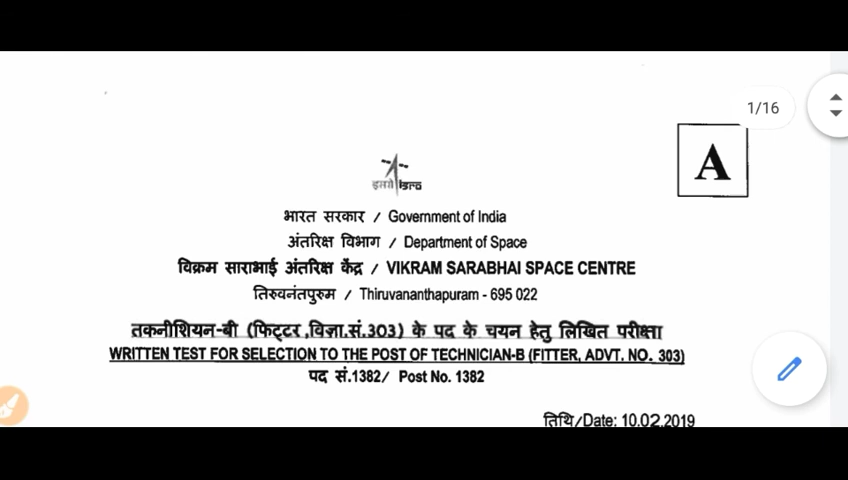 1/16
A
इसरो isro
भारत सरकार / Government of India
अंतरिक्ष विभाग / Department of Space
विक्रम साराभाई अंतरिक्ष केंद्र / VIKRAM SARABHAI SPACE CENTRE
तिरुवनंतपुरुम / Thiruvananthapuram - 695 022
तकनीशियन-बी (फिट्टर ,विज्ञा.सं.303) के पद के चयन हेतु लिखित परीक्षा
WRITTEN TEST FOR SELECTION TO THE POST OF TECHNICIAN-B (FITTER, ADVT. NO. 303)
पद सं.1382/ Post No. 1382
तिथि/Date: 10.02.2019